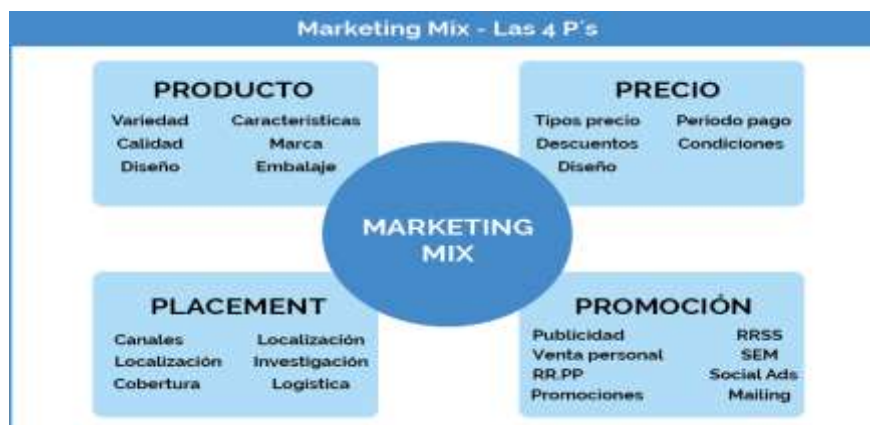 Marketing Mix - Las 4 P's
PRODUCTO
Variedad Características
Calidad Marca
Diseño Embalaje
PRECIO
Tipos precio Periodo pago
Descuentos Condiciones
Diseño
MARKETING
MIX
PLACEMENT
Canales Localización
Localización Investigación
Cobertura Logística
PROMOCIÓN
Publicidad RRSS
Venta personal SEM
RR.PP Social Ads
Promociones Mailing